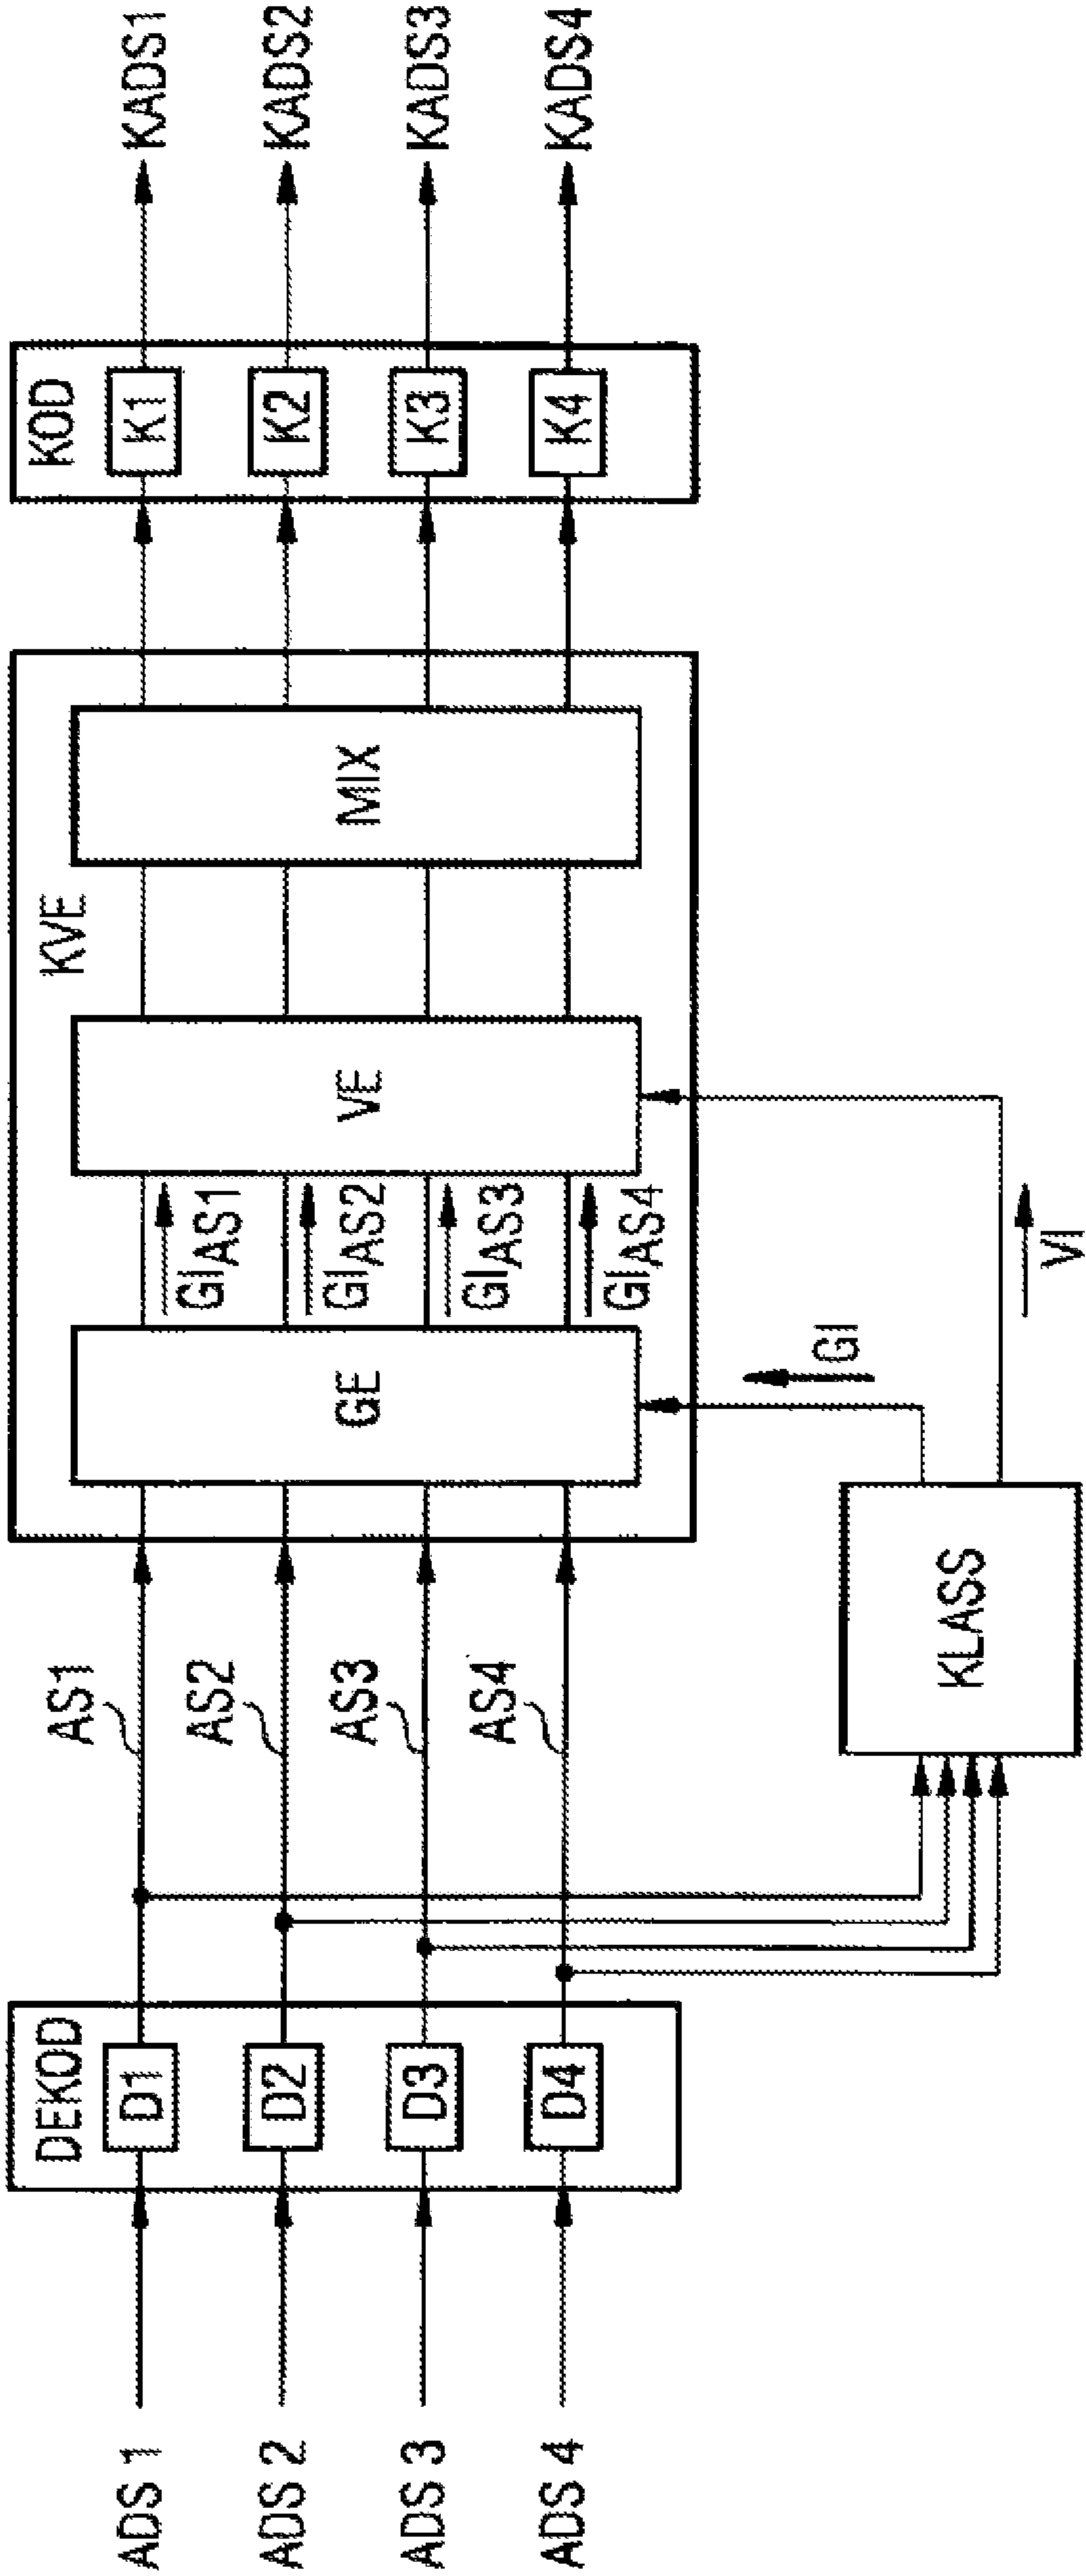 ADS 1
ADS 2
ADS 3
ADS 4
DEKOD
D1
D2
D3
D4
AS1
AS2
AS3
AS4
KLASS
GI
VI
KVE
GE
GIAS1
GIAS2
GIAS3
GIAS4
VE
MIX
KOD
K1
K2
K3
K4
KADS1
KADS2
KADS3
KADS4